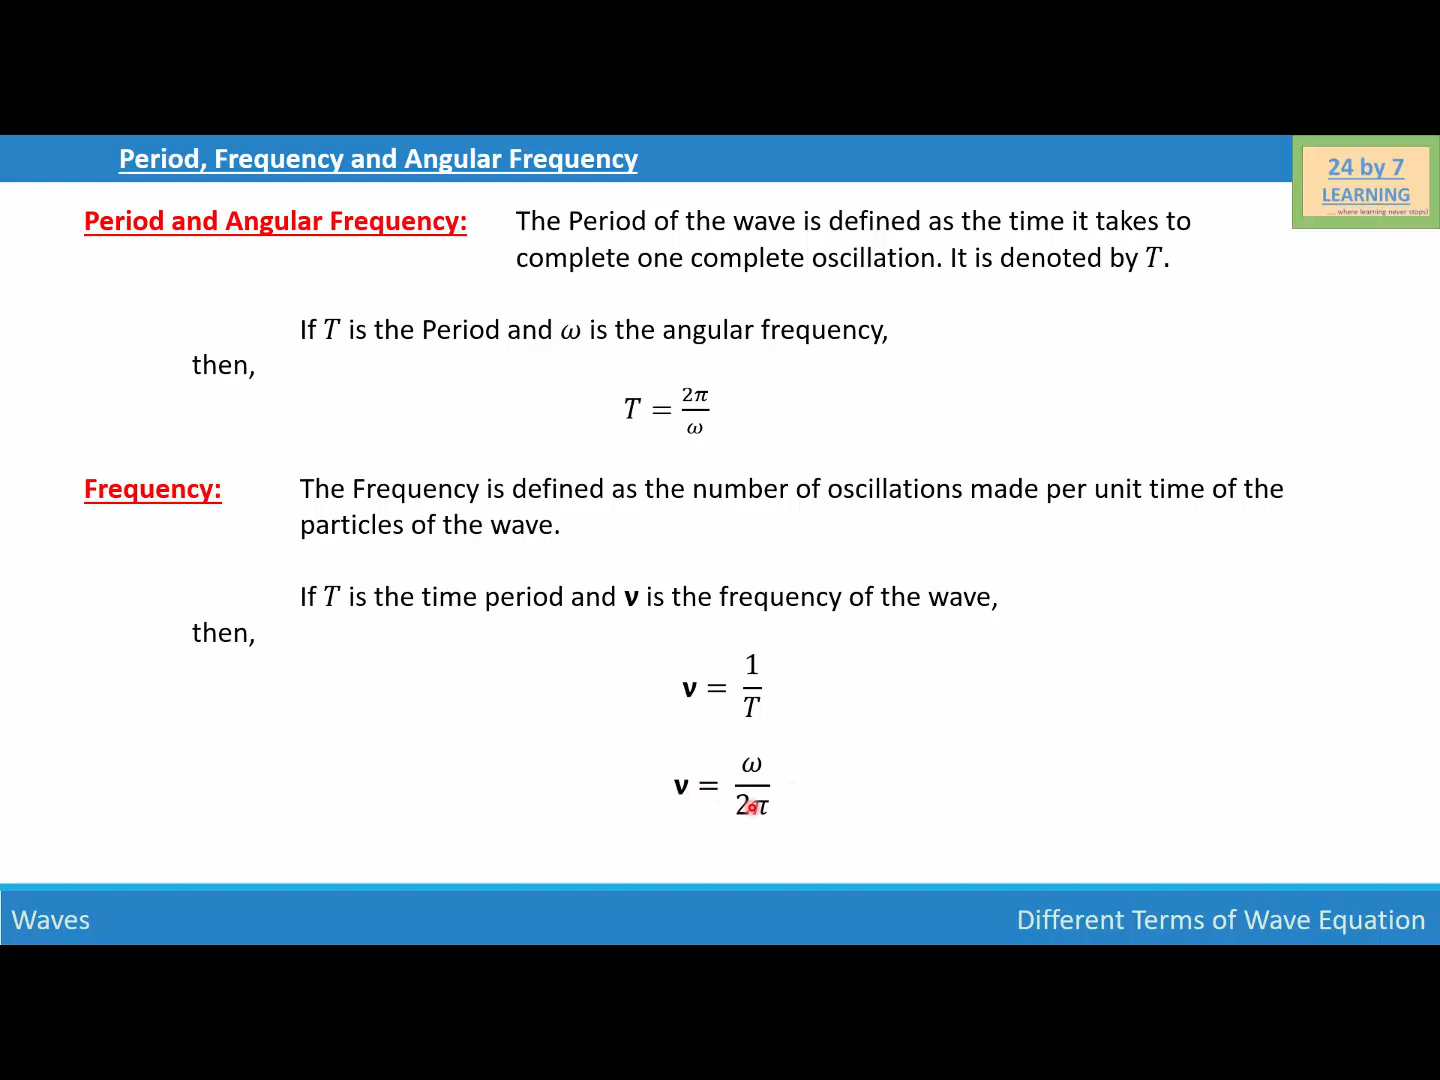 Period, Frequency and Angular Frequency
24 by 7
LEARNING
.... where learning never stops!
Period and Angular Frequency: The Period of the wave is defined as the time it takes to
complete one complete oscillation. It is denoted by T.
If T is the Period and ω is the angular frequency,
then,
T = 2π/ω
Frequency: The Frequency is defined as the number of oscillations made per unit time of the
particles of the wave.
If T is the time period and ν is the frequency of the wave,
then,
ν = 1/T
ν = ω/2π
Waves
Different Terms of Wave Equation